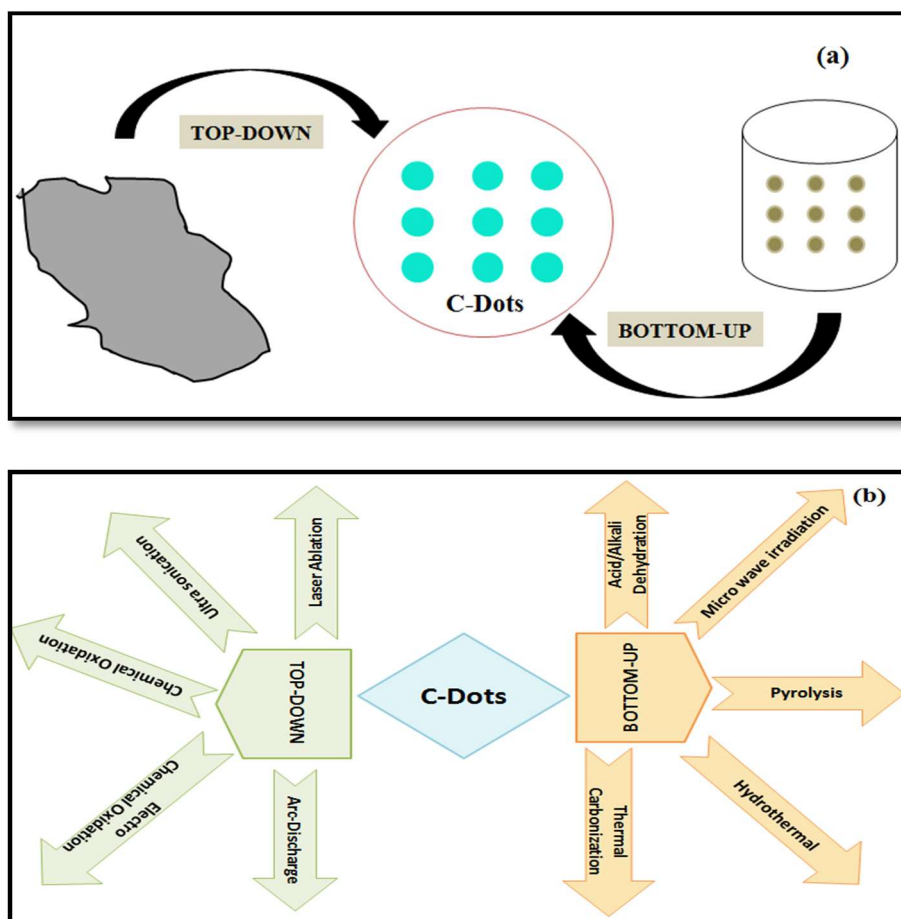 (a)
TOP-DOWN
C-Dots
BOTTOM-UP
(b)
Laser Ablation
Ultra sonication
Chemical Oxidation
Electro
Chemical Oxidation
Arc-Discharge
TOP-DOWN
C-Dots
BOTTOM-UP
Acid/Alkali
Dehydration
Micro wave irradiation
Pyrolysis
Hydrothermal
Thermal
Carbonization